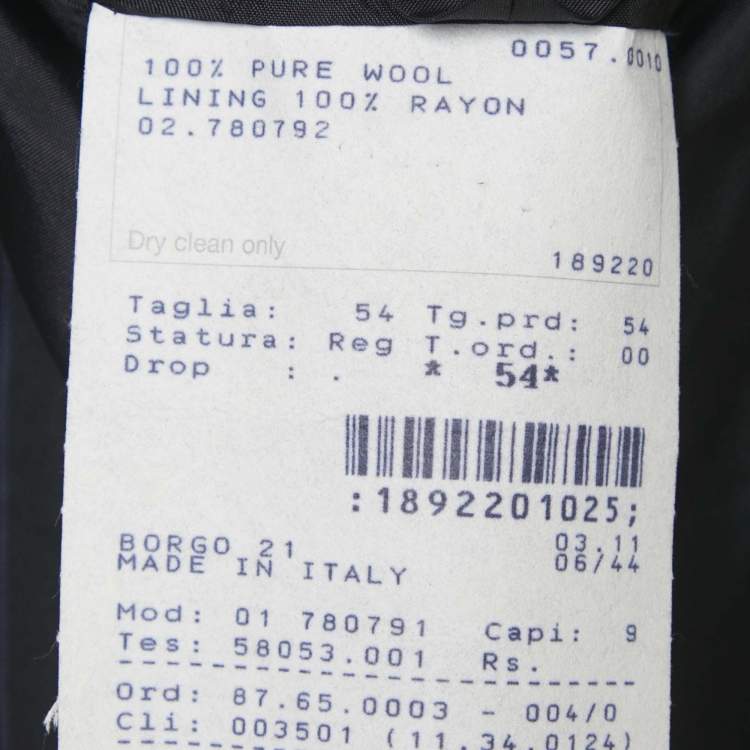 0057.0010
100% PURE WOOL
LINING 100% RAYON
02.780792
Dry clean only
189220
Taglia: 54 Tg.prd: 54
Statura: Reg T.ord.: 00
Drop : . * 54*
:1892201025;
BORGO 21 03.11
MADE IN ITALY 06/44
Mod: 01 780791 Capi: 9
Tes: 58053.001 Rs.
Ord: 87.65.0003 - 004/0
Cli: 003501 (11.34.0124)